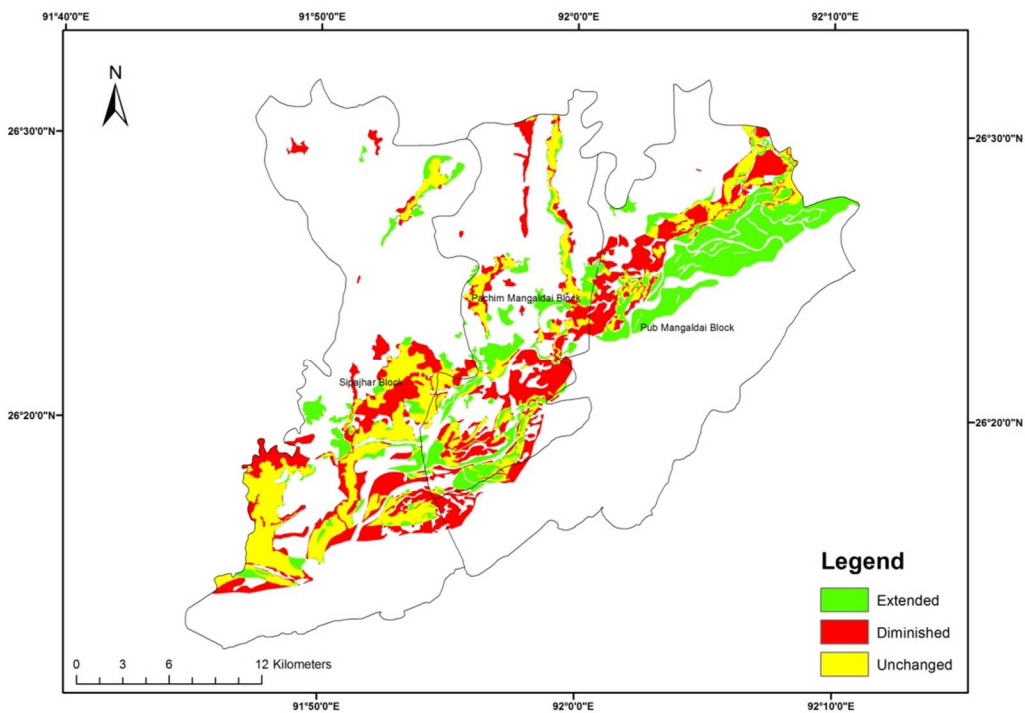 91°40'0"E 91°50'0"E 92°0'0"E 92°10'0"E
N
26°30'0"N 26°30'0"N
Pachim Mangaldai Block
Pub Mangaldai Block
Sipajhar Block
26°20'0"N 26°20'0"N
Legend
Extended
Diminished
Unchanged
0 3 6 12 Kilometers
91°50'0"E 92°0'0"E 92°10'0"E